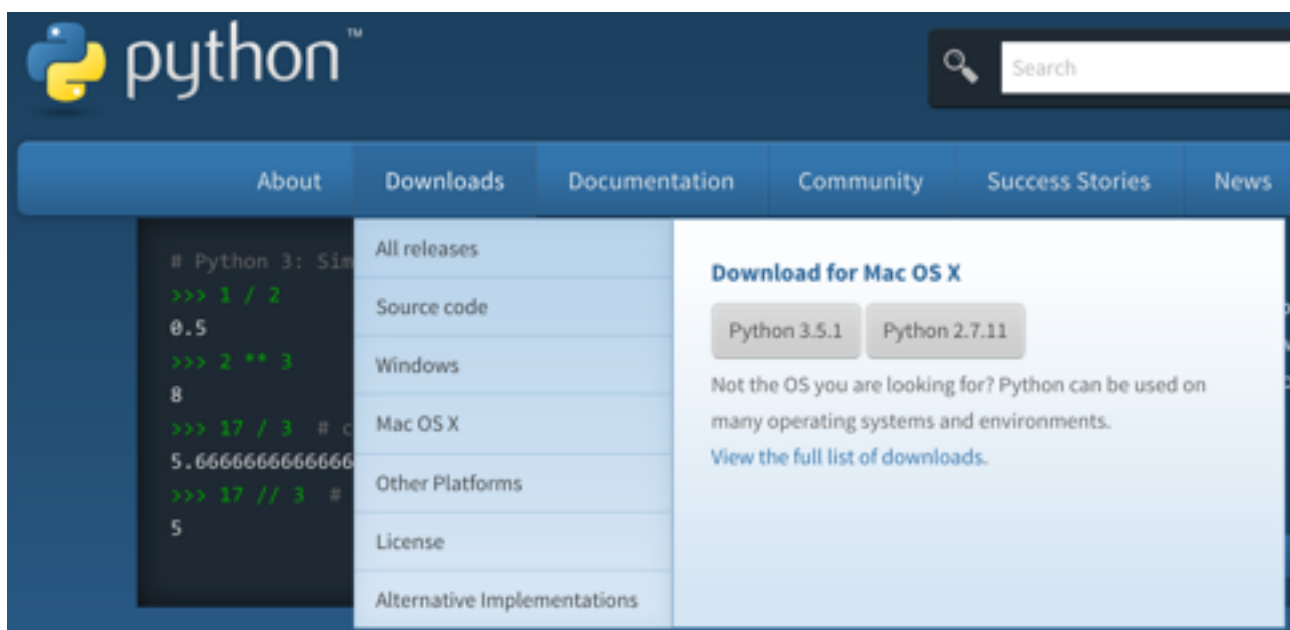 python™
Search
About Downloads Documentation Community Success Stories News
# Python 3: Sim
>>> 1 / 2
0.5
>>> 2 ** 3
8
>>> 17 / 3 # c
5.6666666666666
>>> 17 // 3 #
5
All releases
Source code
Windows
Mac OS X
Other Platforms
License
Alternative Implementations
Download for Mac OS X
Python 3.5.1 Python 2.7.11
Not the OS you are looking for? Python can be used on
many operating systems and environments.
View the full list of downloads.